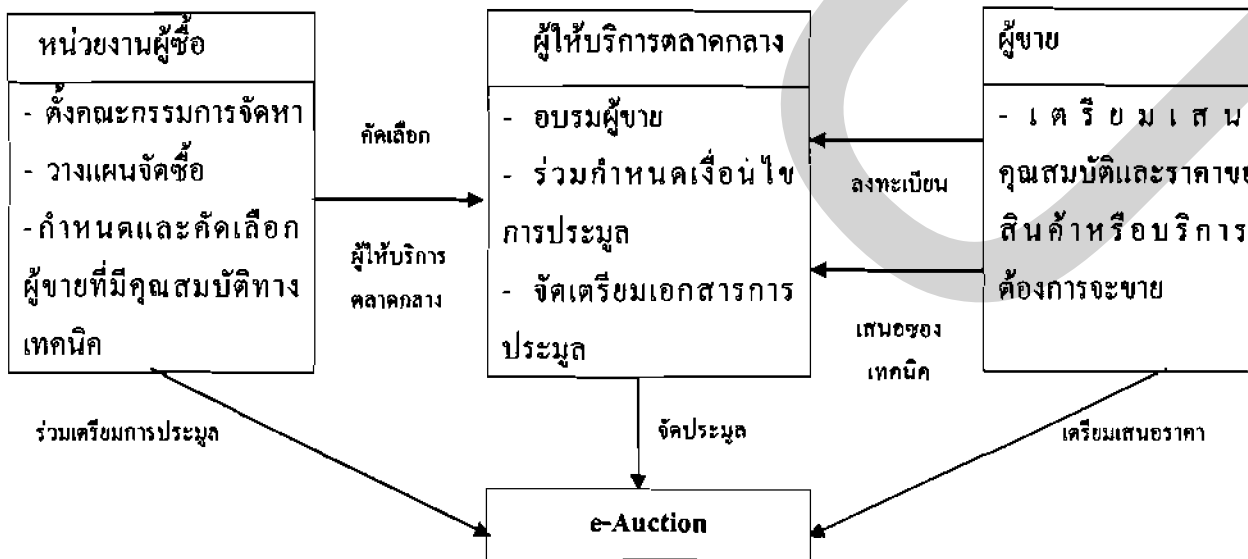 หน่วยงานผู้ซื้อ
- ตั้งคณะกรรมการจัดหา
- วางแผนจัดซื้อ
-กำหนดและคัดเลือก
ผู้ขายที่มีคุณสมบัติทาง
เทคนิค
คัดเลือก
ผู้ให้บริการ
ตลาดกลาง
ผู้ให้บริการตลาดกลาง
- อบรมผู้ขาย
- ร่วมกำหนดเงื่อนไข
การประมูล
- จัดเตรียมเอกสารการ
ประมูล
ลงทะเบียน
เสนอซอง
เทคนิค
ผู้ขาย
- เตรียมเสน
คุณสมบัติและราคาขอ
สินค้าหรือบริการ
ต้องการจะขาย
ร่วมเตรียมการประมูล
จัดประมูล
เตรียมเสนอราคา
e-Auction